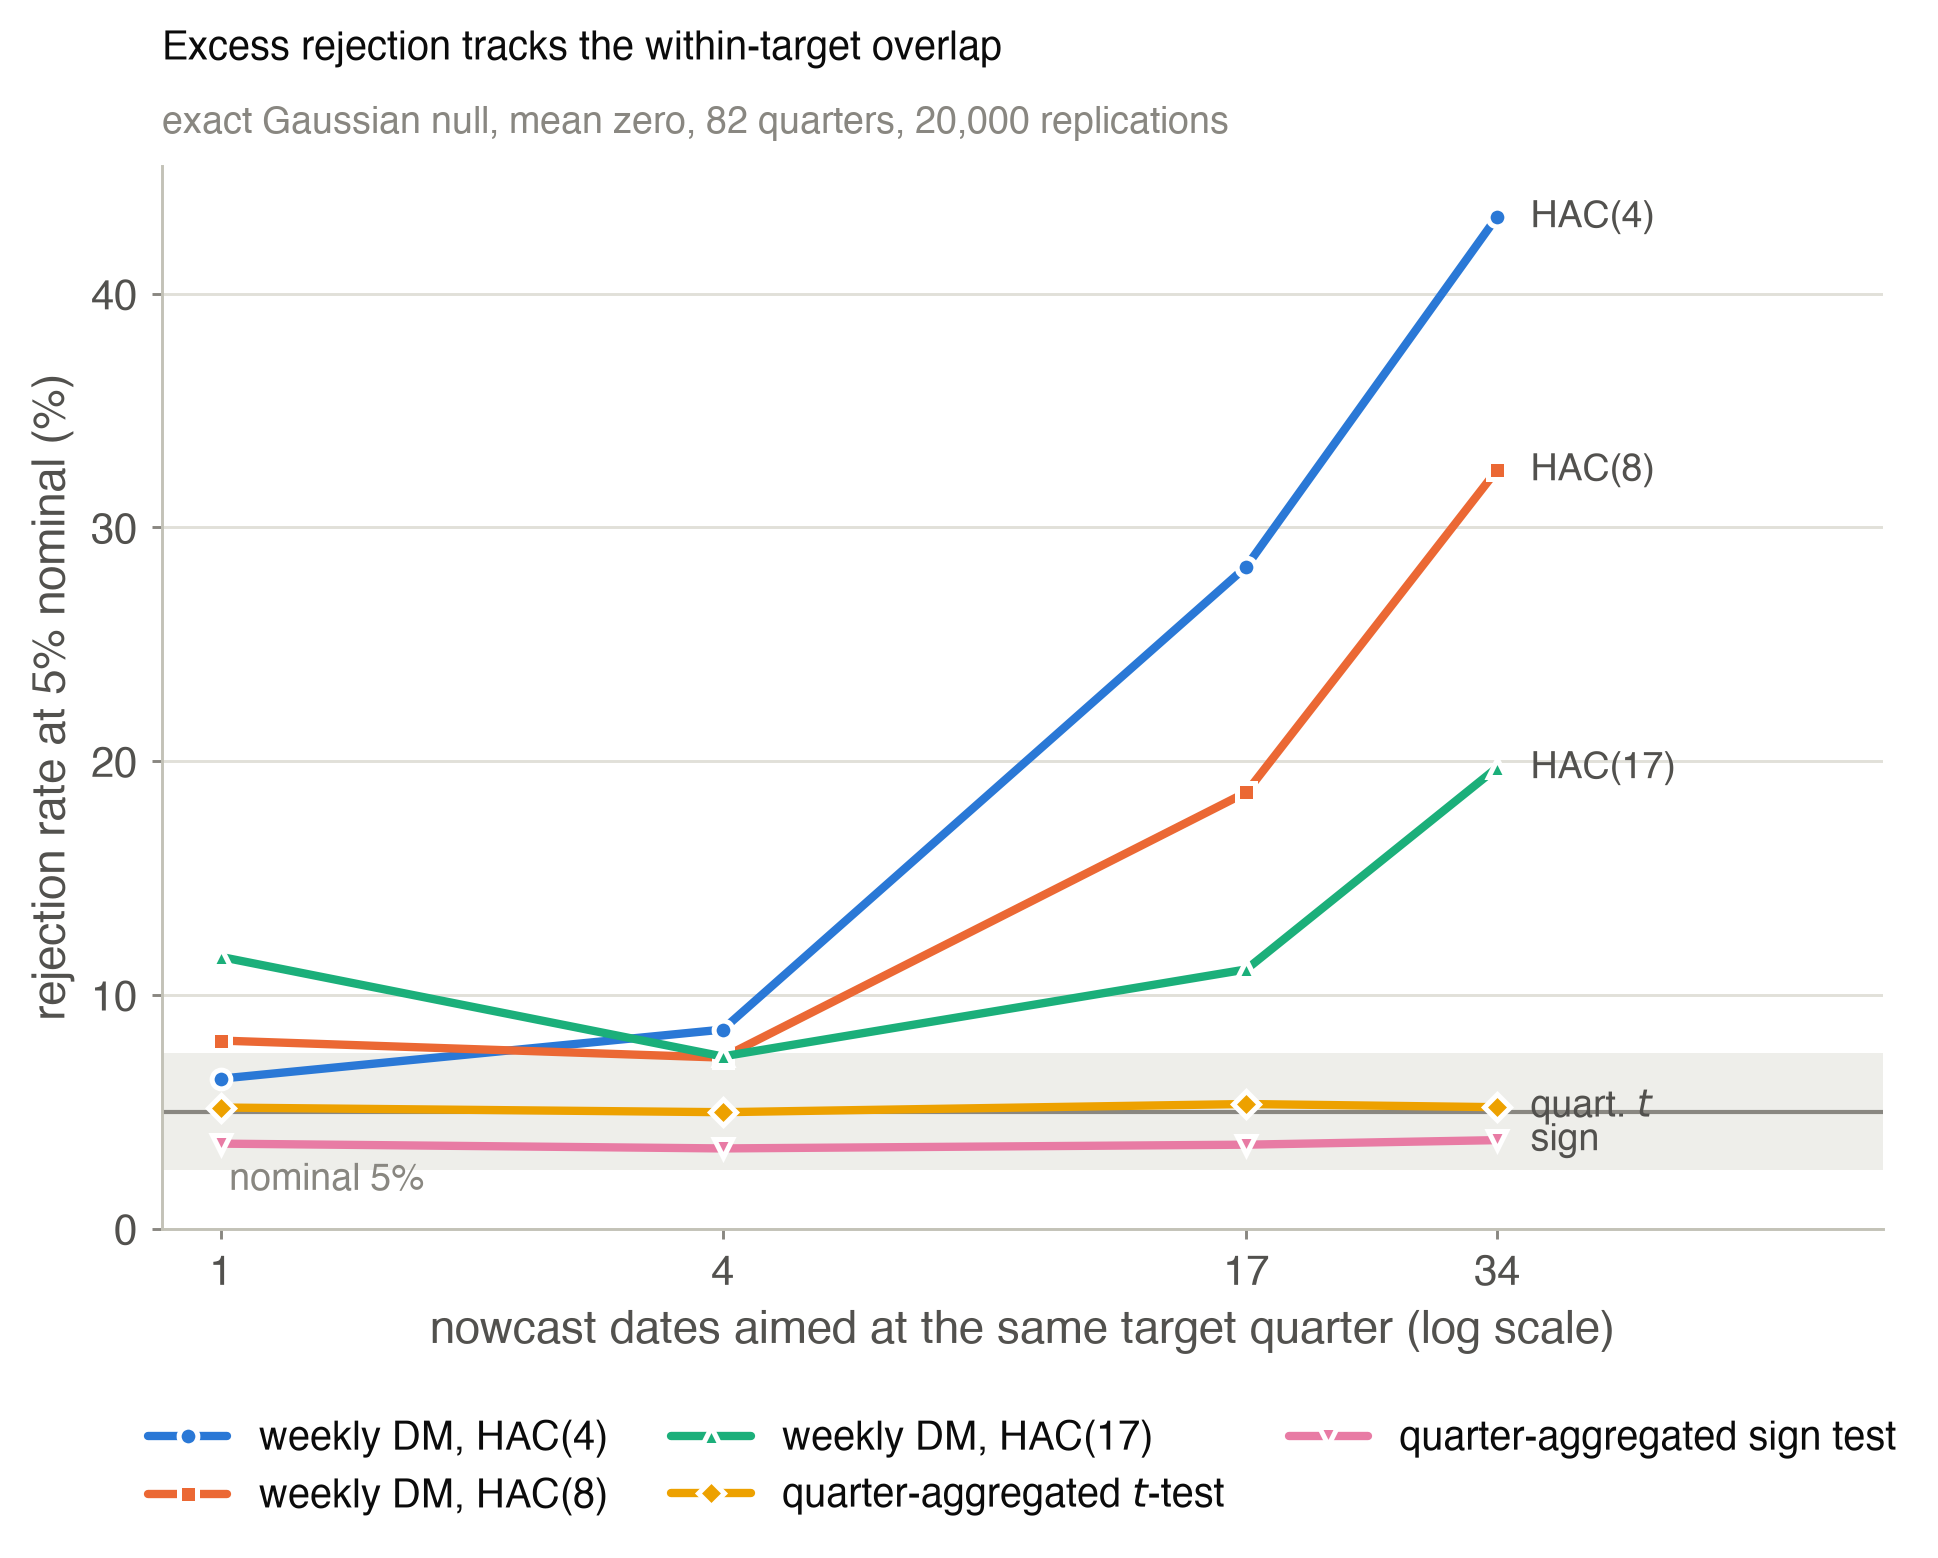 Excess rejection tracks the within-target overlap
exact Gaussian null, mean zero, 82 quarters, 20,000 replications
rejection rate at 5% nominal (%)
40
30
20
10
0
HAC(4)
HAC(8)
HAC(17)
quart. t
sign
nominal 5%
1 4 17 34
nowcast dates aimed at the same target quarter (log scale)
weekly DM, HAC(4)
weekly DM, HAC(8)
weekly DM, HAC(17)
quarter-aggregated t-test
quarter-aggregated sign test